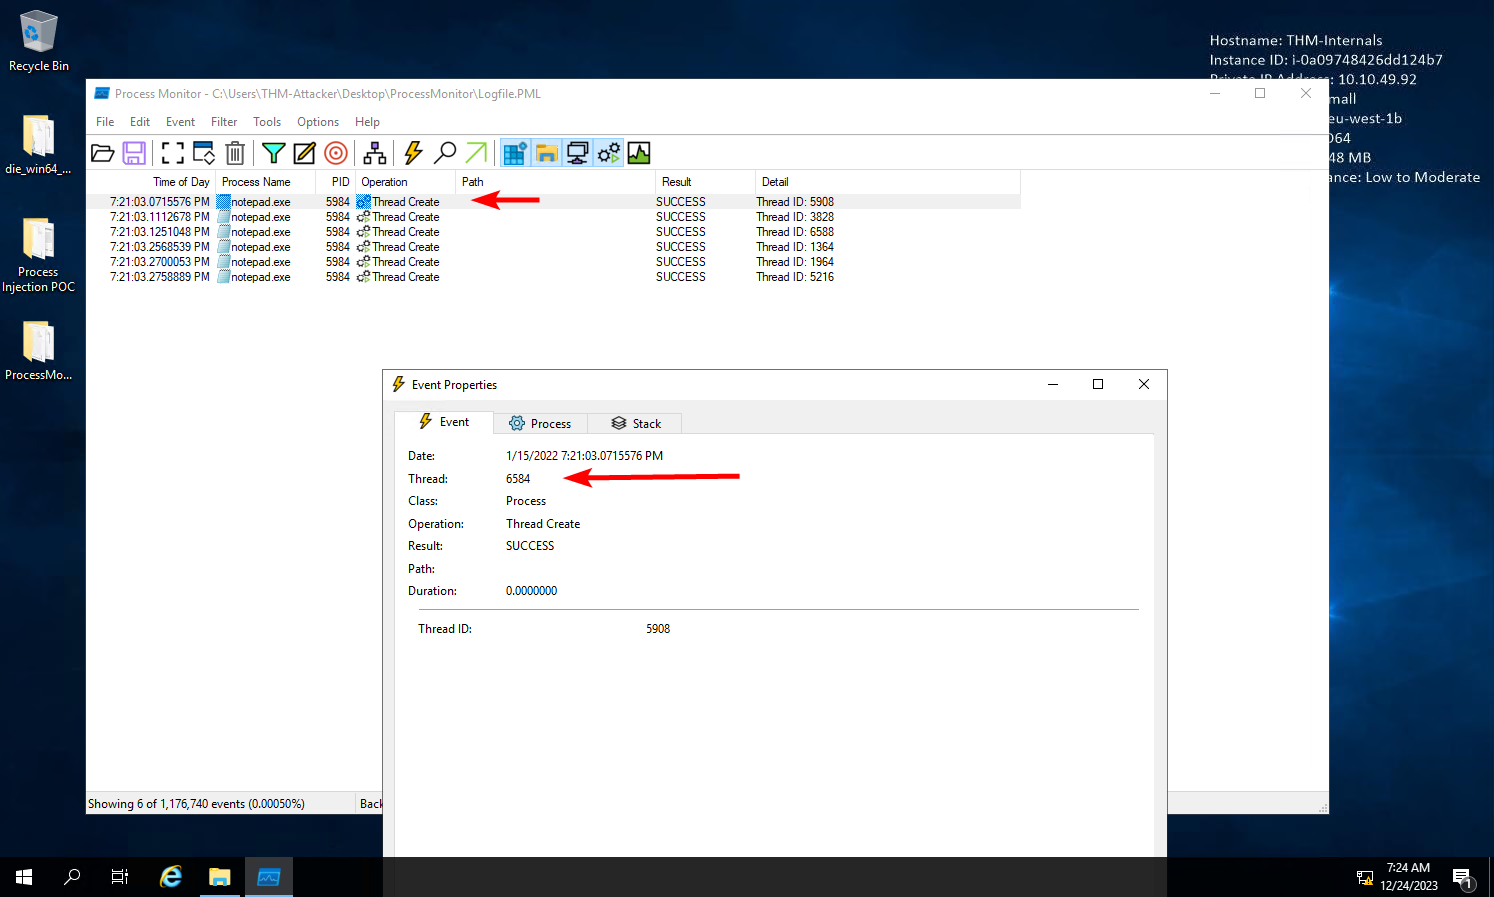 Recycle Bin
die_win64_...
Process
Injection POC
ProcessMo...
Hostname: THM-Internals
Instance ID: i-0a09748426dd124b7
Private IP Address: 10.10.49.92
mall
eu-west-1b
064
48 MB
ance: Low to Moderate
Process Monitor - C:\Users\THM-Attacker\Desktop\ProcessMonitor\Logfile.PML
File Edit Event Filter Tools Options Help
Time of Day Process Name PID Operation Path Result Detail
7:21:03.0715576 PM notepad.exe 5984 Thread Create SUCCESS Thread ID: 5908
7:21:03.1112678 PM notepad.exe 5984 Thread Create SUCCESS Thread ID: 3828
7:21:03.1251048 PM notepad.exe 5984 Thread Create SUCCESS Thread ID: 6588
7:21:03.2568539 PM notepad.exe 5984 Thread Create SUCCESS Thread ID: 1364
7:21:03.2700053 PM notepad.exe 5984 Thread Create SUCCESS Thread ID: 1964
7:21:03.2758889 PM notepad.exe 5984 Thread Create SUCCESS Thread ID: 5216
Event Properties
Event Process Stack
Date: 1/15/2022 7:21:03.0715576 PM
Thread: 6584
Class: Process
Operation: Thread Create
Result: SUCCESS
Path:
Duration: 0.0000000
Thread ID: 5908
Showing 6 of 1,176,740 events (0.00050%) Back
7:24 AM
12/24/2023
1